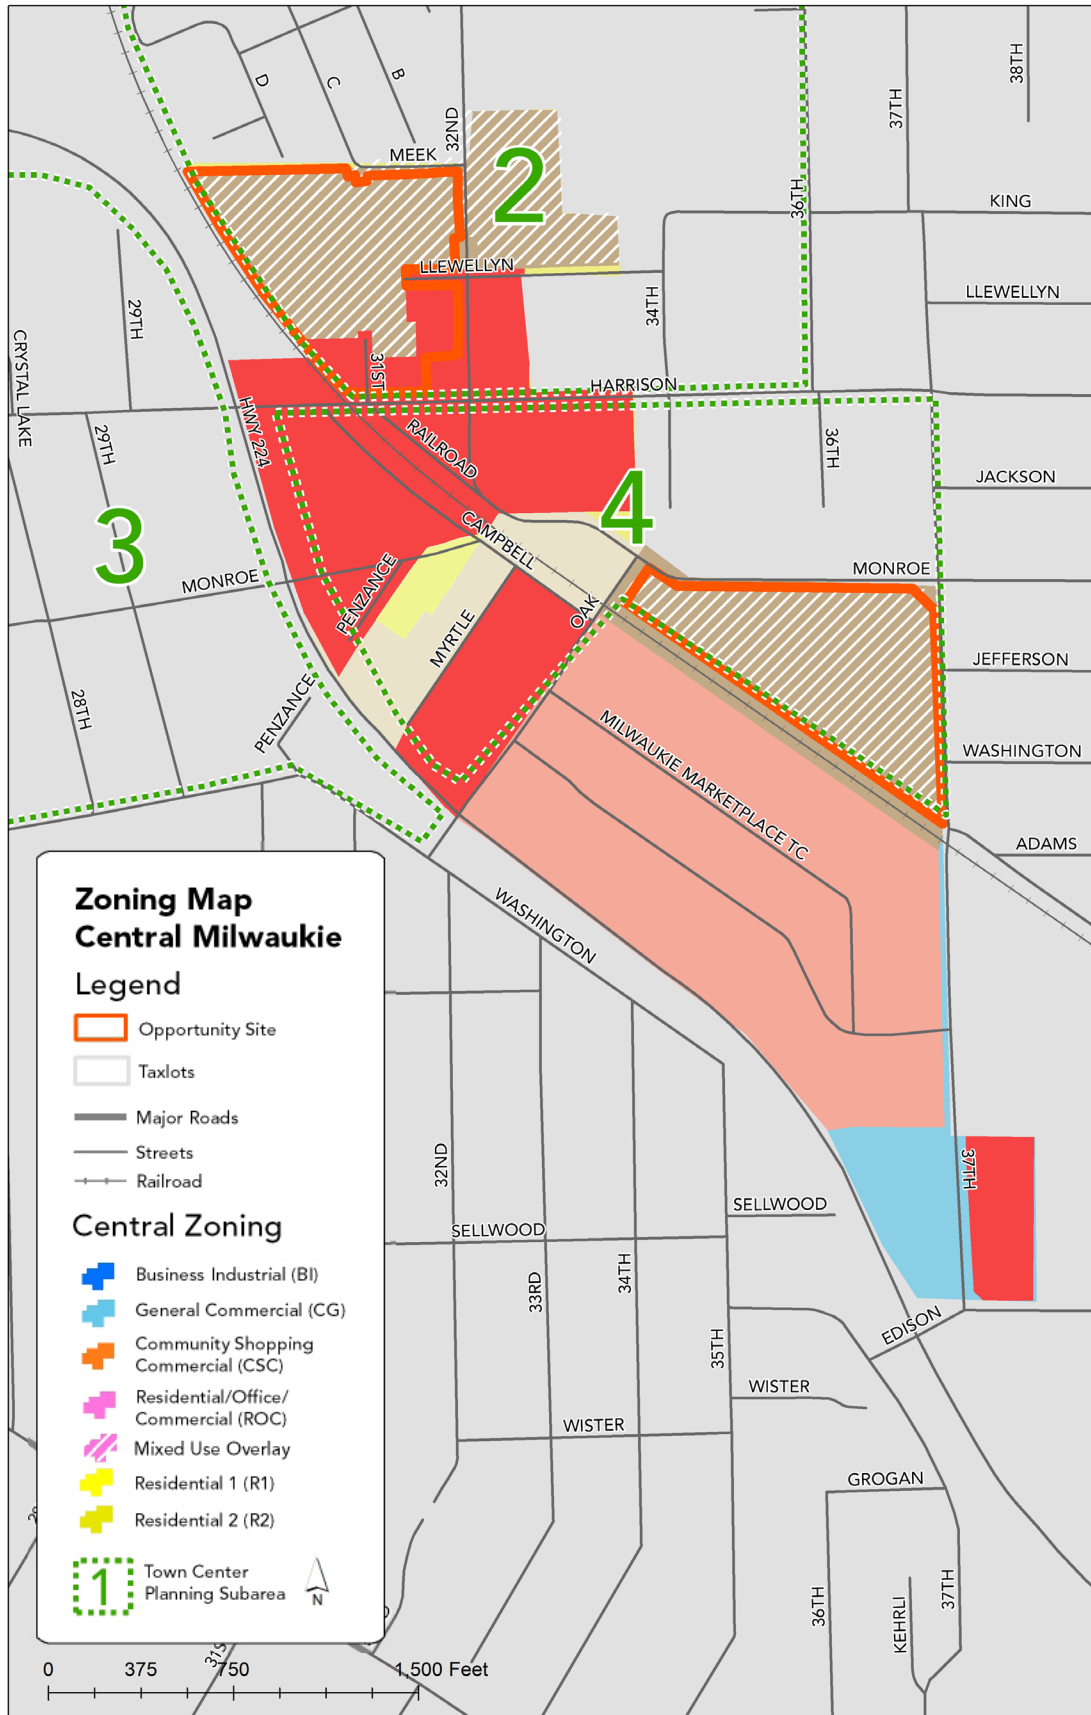 D
C
B
32ND
MEEK
2
36TH
37TH
38TH
KING
LLEWELLYN
34TH
LLEWELLYN
29TH
CRYSTAL LAKE
31ST
HARRISON
HWY 224
29TH
RAILROAD
36TH
JACKSON
4
3
CAMPBELL
MONROE
PENZANCE
MONROE
OAK
MYRTLE
JEFFERSON
28TH
PENZANCE
MILWAUKIE MARKETPLACE TC
WASHINGTON
ADAMS
WASHINGTON
Zoning Map
Central Milwaukie
Legend
Opportunity Site
Taxlots
Major Roads
Streets
Railroad
Central Zoning
Business Industrial (BI)
General Commercial (CG)
Community Shopping
Commercial (CSC)
Residential/Office/
Commercial (ROC)
Mixed Use Overlay
Residential 1 (R1)
Residential 2 (R2)
1
Town Center
Planning Subarea
N
32ND
37TH
SELLWOOD
SELLWOOD
33RD
34TH
35TH
EDISON
WISTER
WISTER
GROGAN
36TH
KEHRLI
37TH
0 375 750 1,500 Feet